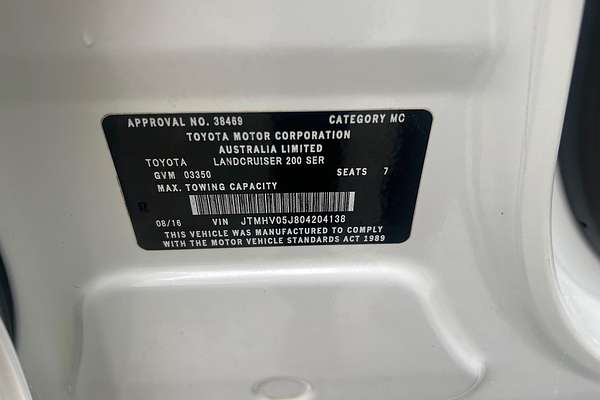 APPROVAL NO. 38469 CATEGORY MC
TOYOTA MOTOR CORPORATION
AUSTRALIA LIMITED
TOYOTA LANDCRUISER 200 SER
GVM 03350 SEATS 7
MAX. TOWING CAPACITY
R
08/16 VIN JTMHV05J804204138
THIS VEHICLE WAS MANUFACTURED TO COMPLY
WITH THE MOTOR VEHICLE STANDARDS ACT 1989